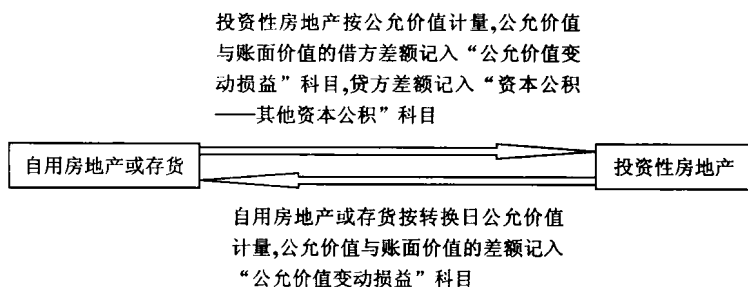 投资性房地产按公允价值计量,公允价值
与账面价值的借方差额记入“公允价值变
动损益”科目,贷方差额记入“资本公积
——其他资本公积”科目
自用房地产或存货
投资性房地产
自用房地产或存货按转换日公允价值
计量,公允价值与账面价值的差额记入
“公允价值变动损益”科目